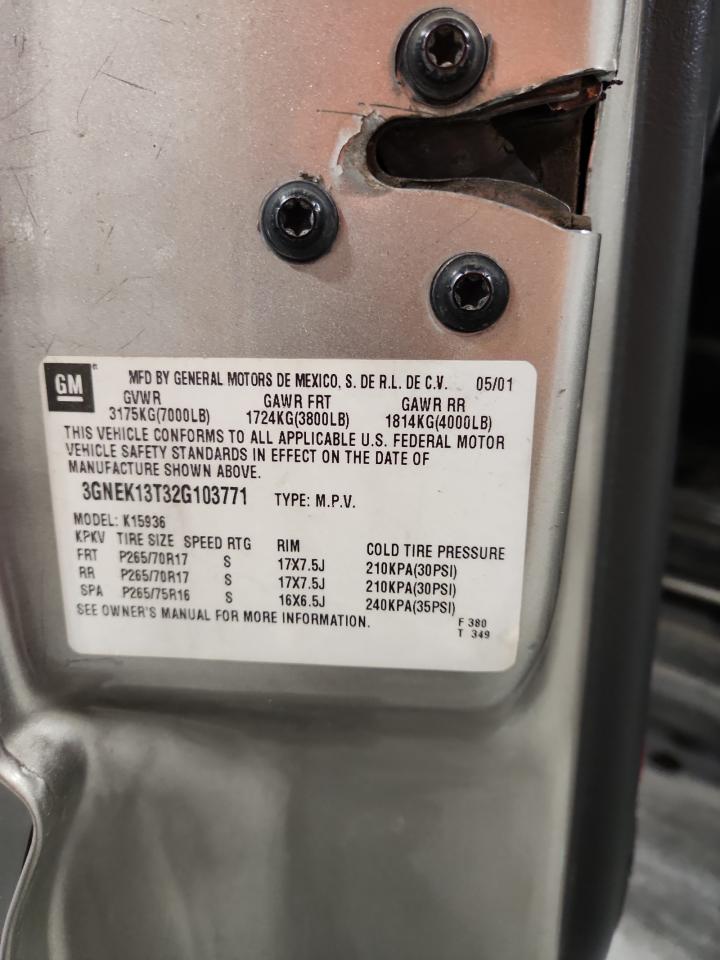 GM
MFD BY GENERAL MOTORS DE MEXICO, S. DE R.L. DE C.V. 05/01
GVWR GAWR FRT GAWR RR
3175KG(7000LB) 1724KG(3800LB) 1814KG(4000LB)
THIS VEHICLE CONFORMS TO ALL APPLICABLE U.S. FEDERAL MOTOR
VEHICLE SAFETY STANDARDS IN EFFECT ON THE DATE OF
MANUFACTURE SHOWN ABOVE.
3GNEK13T32G103771 TYPE: M.P.V.
MODEL: K15936
KPKV TIRE SIZE SPEED RTG RIM COLD TIRE PRESSURE
FRT P265/70R17 S 17X7.5J 210KPA(30PSI)
RR P265/70R17 S 17X7.5J 210KPA(30PSI)
SPA P265/75R16 S 16X6.5J 240KPA(35PSI)
SEE OWNER'S MANUAL FOR MORE INFORMATION. F 380
T 349